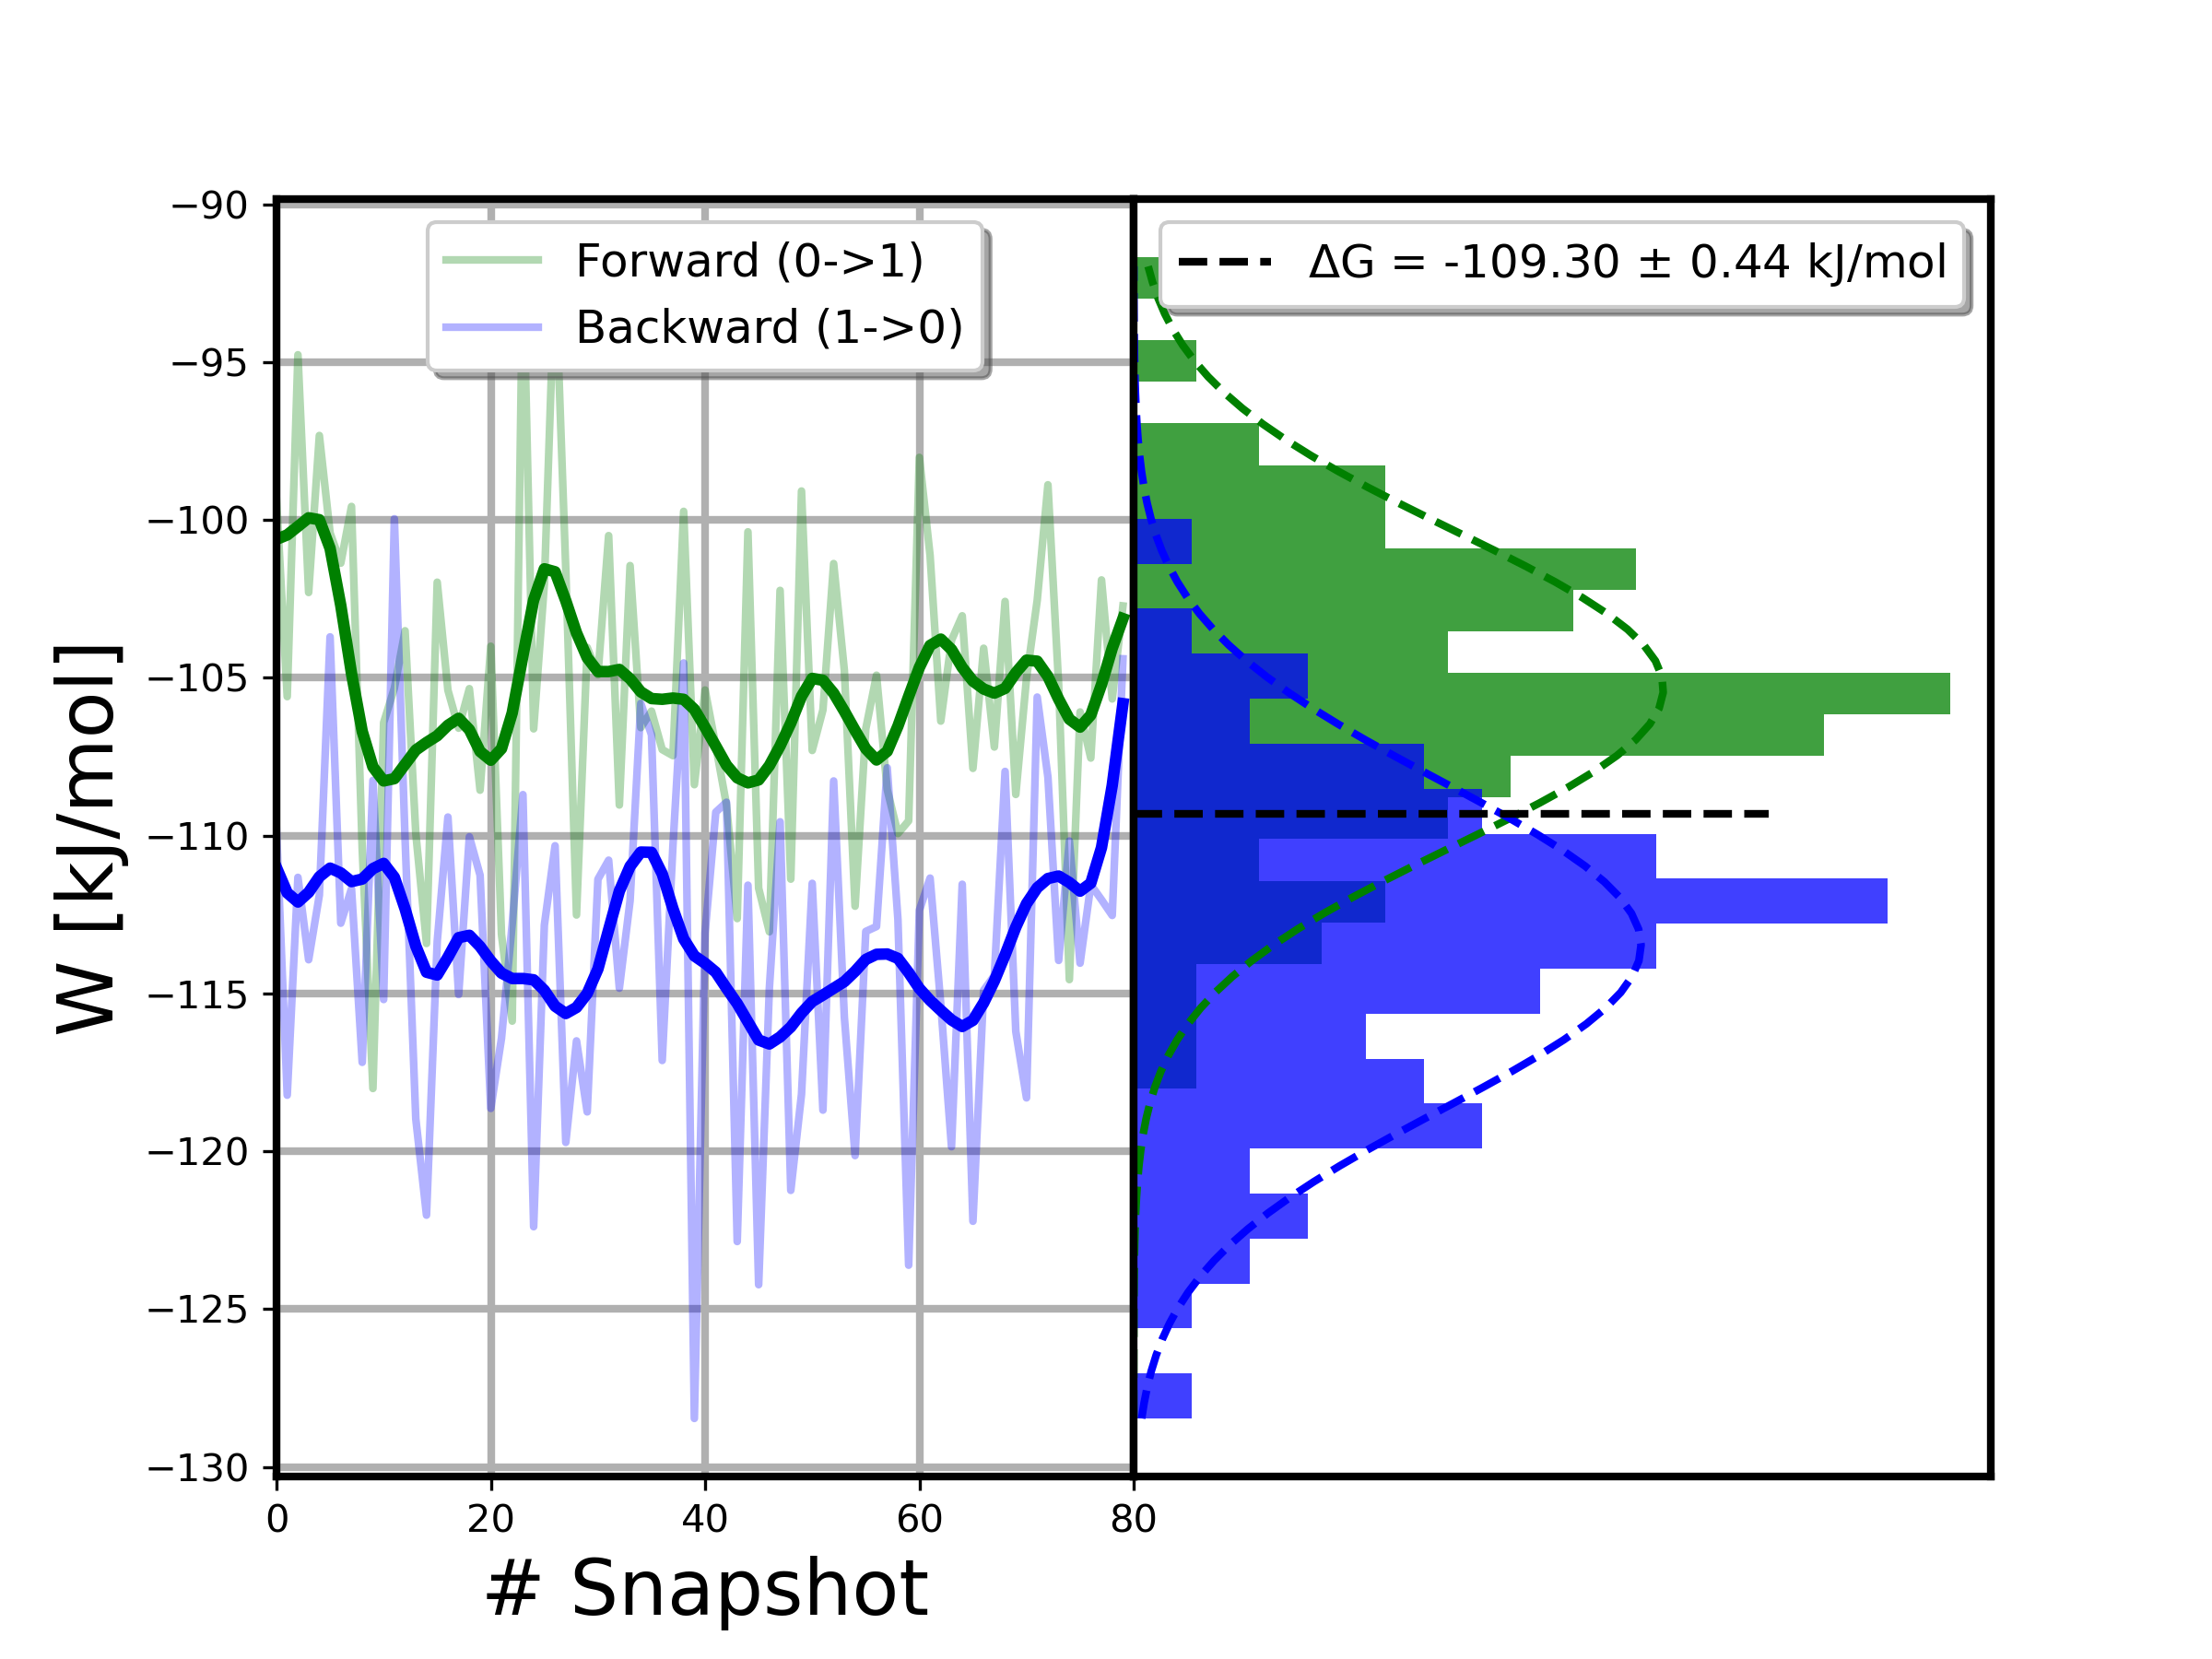 −90
−95
−100
−105
−110
−115
−120
−125
−130
W [kJ/mol]
Forward (0->1)
Backward (1->0)
ΔG = -109.30 ± 0.44 kJ/mol
0 20 40 60 80
# Snapshot